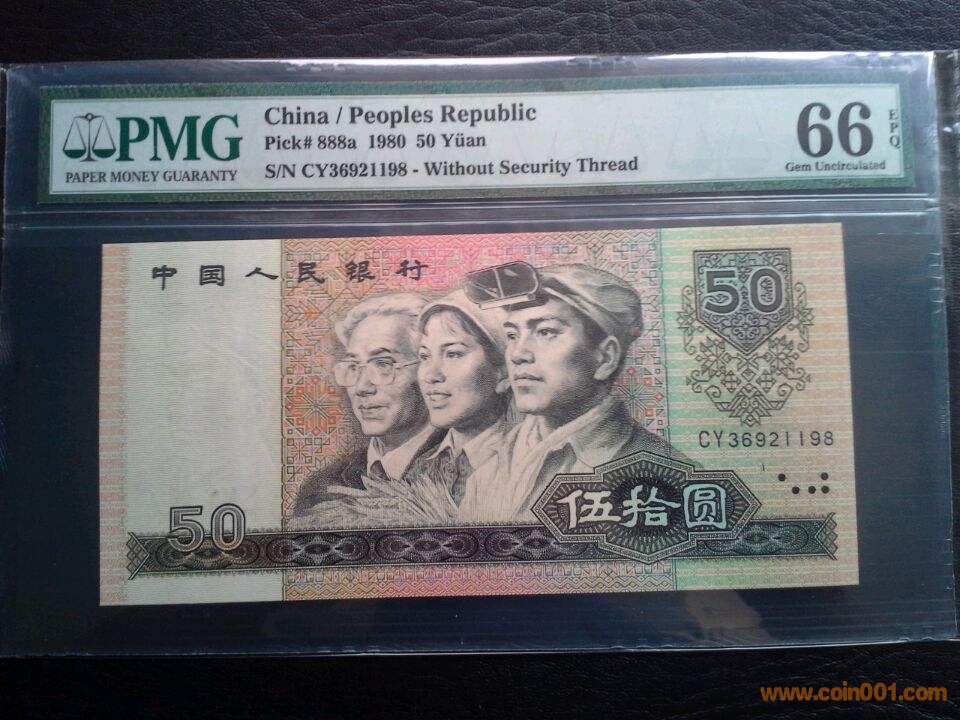 PMG
PAPER MONEY GUARANTY
China / Peoples Republic
Pick# 888a 1980 50 Yüan
S/N CY36921198 - Without Security Thread
66 EPQ
Gem Uncirculated
中国人民银行
50
CY36921198
50
伍拾圆
www.coin001.com